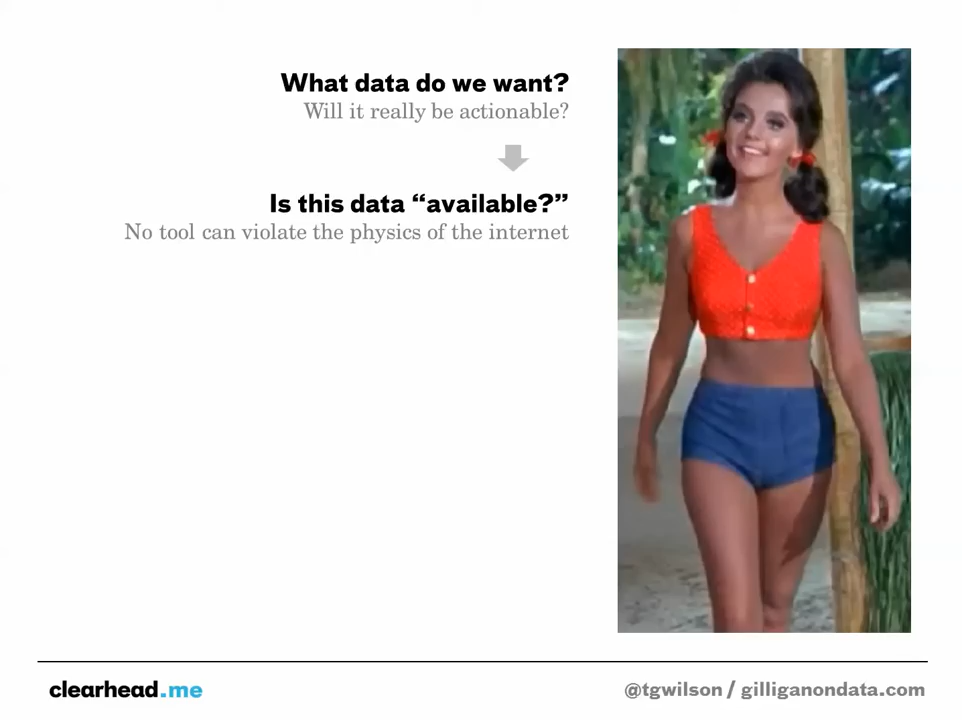 What data do we want?
Will it really be actionable?
Is this data “available?”
No tool can violate the physics of the internet
clearhead.me
@tgwilson / gilliganondata.com